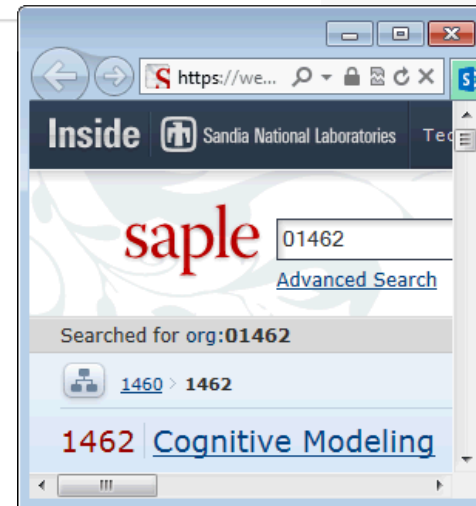 https://we...
Inside Sandia National Laboratories Tec
saple 01462
Advanced Search
Searched for org:01462
1460 > 1462
1462 Cognitive Modeling